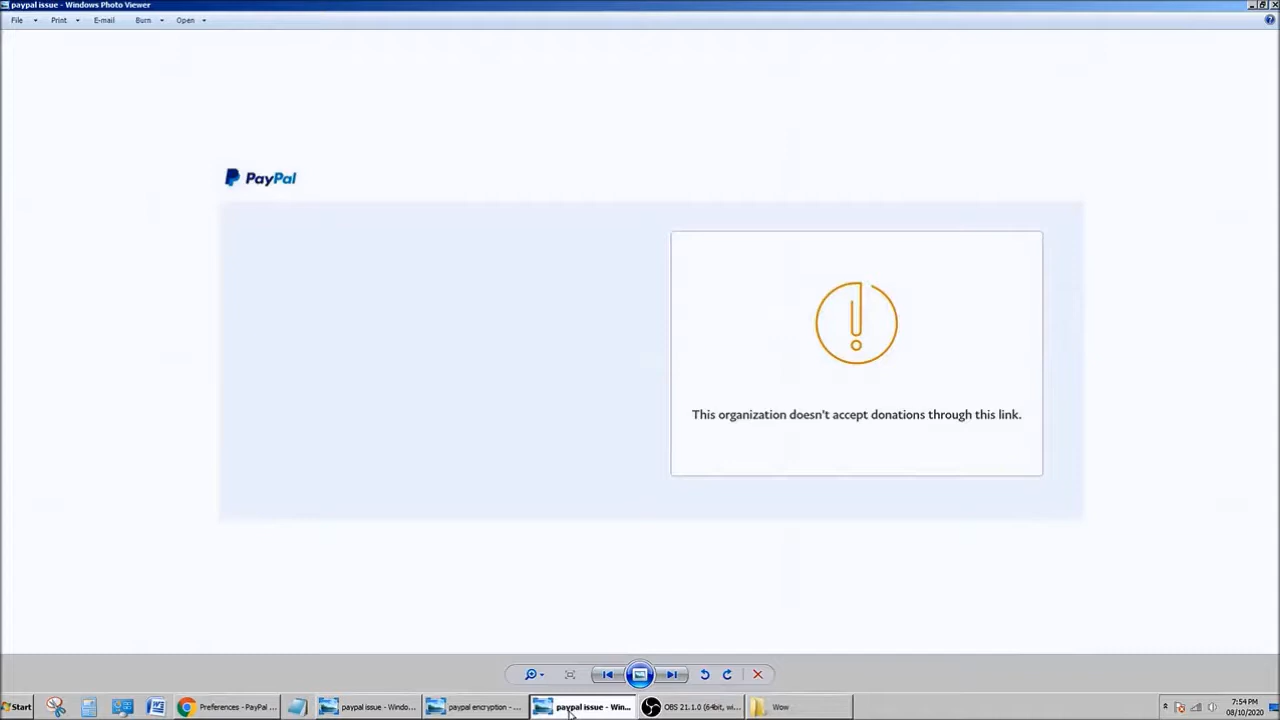 paypal issue - Windows Photo Viewer
File Print E-mail Burn Open
PayPal
This organization doesn't accept donations through this link.
Start Preferences - PayPal ... paypal issue - Windo... paypal encryption - ... paypal issue - Win... OBS 21.1.0 (64bit, wi... Wow 7:54 PM
08/10/2020